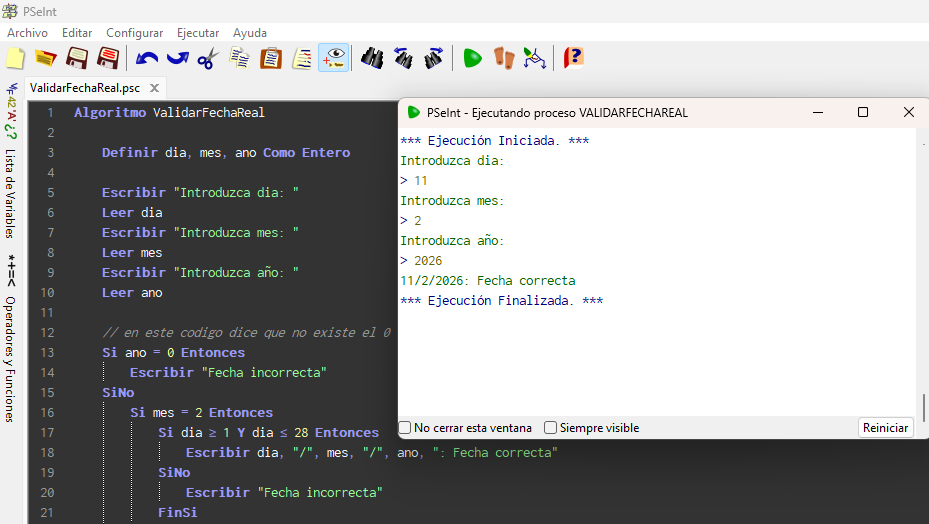 PSeInt
Archivo Editar Configurar Ejecutar Ayuda
ValidarFechaReal.psc
Lista de Variables
Operadores y Funciones
1 Algoritmo ValidarFechaReal
2
3 Definir dia, mes, ano Como Entero
4
5 Escribir "Introduzca dia: "
6 Leer dia
7 Escribir "Introduzca mes: "
8 Leer mes
9 Escribir "Introduzca año: "
10 Leer ano
11
12 // en este codigo dice que no existe el 0
13 Si ano = 0 Entonces
14 Escribir "Fecha incorrecta"
15 SiNo
16 Si mes = 2 Entonces
17 Si dia ≥ 1 Y dia ≤ 28 Entonces
18 Escribir dia, "/", mes, "/", ano, ": Fecha correcta"
19 SiNo
20 Escribir "Fecha incorrecta"
21 FinSi
PSeInt - Ejecutando proceso VALIDARFECHAREAL
*** Ejecución Iniciada. ***
Introduzca dia:
> 11
Introduzca mes:
> 2
Introduzca año:
> 2026
11/2/2026: Fecha correcta
*** Ejecución Finalizada. ***
No cerrar esta ventana Siempre visible Reiniciar